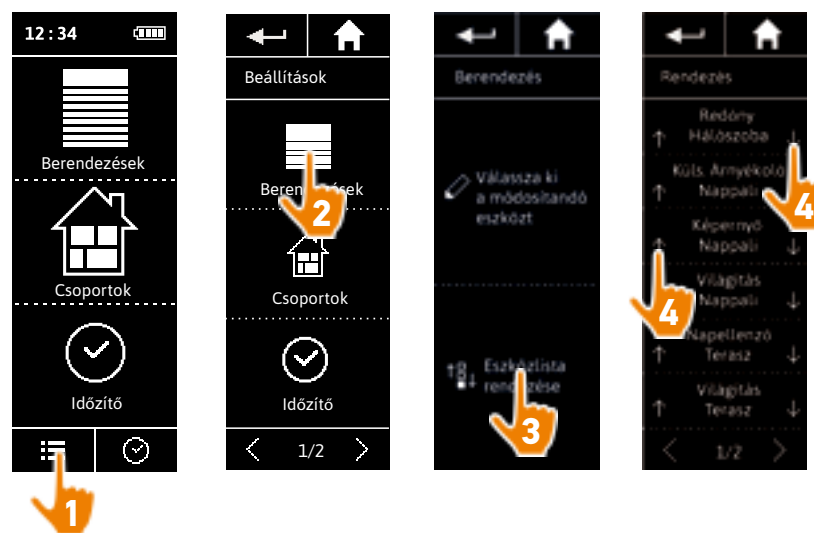 12:34
Berendezések
Csoportok
Időzítő
1
Beállítások
Berendezések
2
Csoportok
Időzítő
1/2
Berendezés
Válassza ki
a módosítandó
eszközt
Eszközlista
rendezése
3
Rendezés
Redőny
Hálószoba
4
Küls. Árnyékoló
Nappali
Képernyő
Nappali
4
Világítás
Nappali
Napellenző
Terasz
Világítás
Terasz
1/2